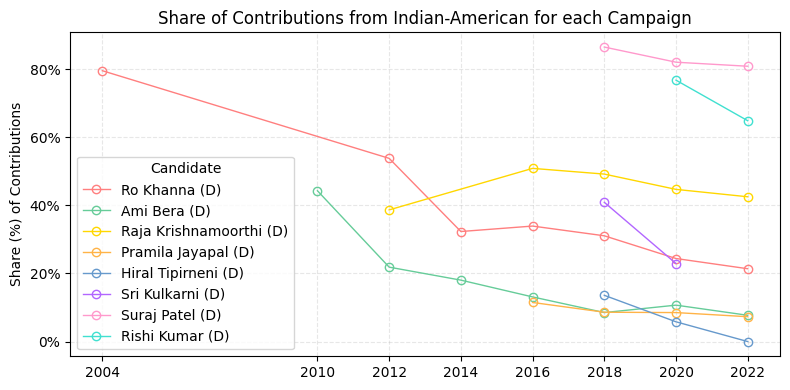 Share of Contributions from Indian-American for each Campaign
Share (%) of Contributions
80%
60%
40%
20%
0%
Candidate
Ro Khanna (D)
Ami Bera (D)
Raja Krishnamoorthi (D)
Pramila Jayapal (D)
Hiral Tipirneni (D)
Sri Kulkarni (D)
Suraj Patel (D)
Rishi Kumar (D)
2004 2010 2012 2014 2016 2018 2020 2022